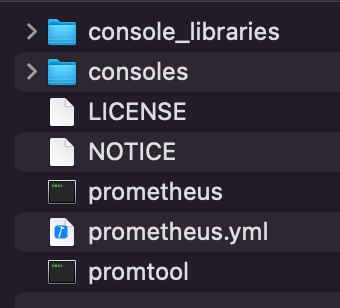 console_libraries
consoles
LICENSE
NOTICE
prometheus
prometheus.yml
promtool